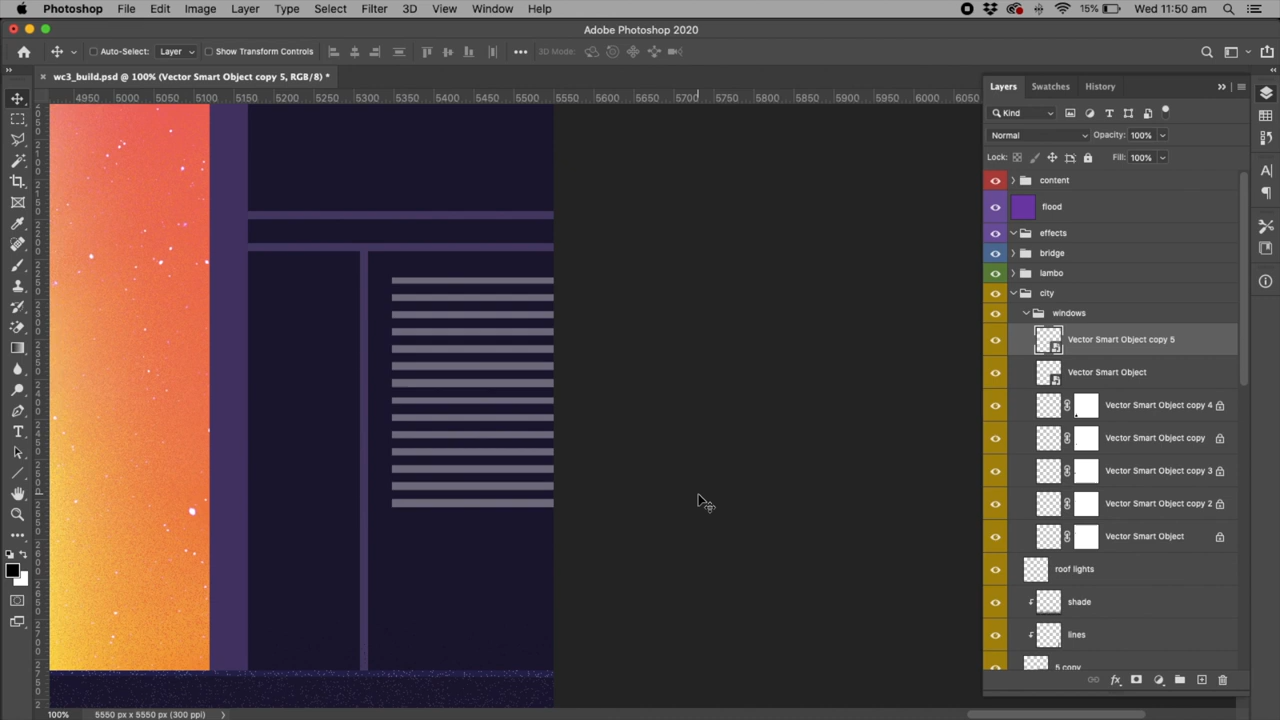 Photoshop File Edit Image Layer Type Select Filter 3D View Window Help 15% Wed 11:50 am
Adobe Photoshop 2020
Auto-Select: Layer Show Transform Controls 3D Mode:
wc3_build.psd @ 100% (Vector Smart Object copy 5, RGB/8) *
4950 5000 5050 5100 5150 5200 5250 5300 5350 5400 5450 5500 5550 5600 5650 5700 5750 5800 5850 5900 5950 6000 6050
Layers Swatches History
Kind
Normal Opacity: 100%
Lock: Fill: 100%
content
flood
effects
bridge
lambo
city
windows
Vector Smart Object copy 5
Vector Smart Object
Vector Smart Object copy 4
Vector Smart Object copy
Vector Smart Object copy 3
Vector Smart Object copy 2
Vector Smart Object
roof lights
shade
lines
5 copy
100% 5550 px x 5550 px (300 ppi)